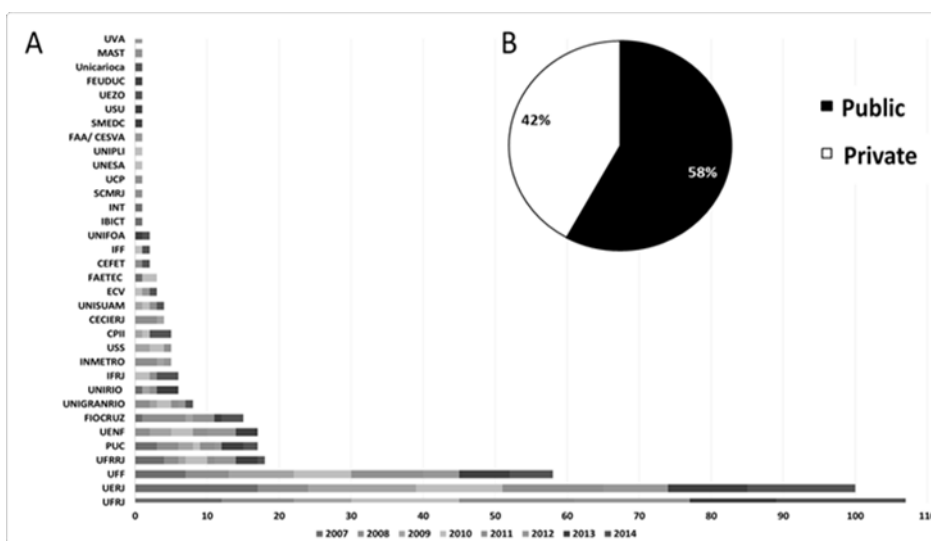 A
B
UVA
MAST
Unicarioca
FEUDUC
UEZO
USU
SMEDC
FAA/ CESVA
UNIPLI
UNESA
UCP
SCMRJ
INT
IBICT
UNIFOA
IFF
CEFET
FAETEC
ECV
UNISUAM
CECIERJ
CPII
USS
INMETRO
IFRJ
UNIRIO
UNIGRANRIO
FIOCRUZ
UENF
PUC
UFRRJ
UFF
UERJ
UFRJ
42%
58%
Public
Private
0 10 20 30 40 50 60 70 80 90 100
2007 2008 2009 2010 2011 2012 2013 2014